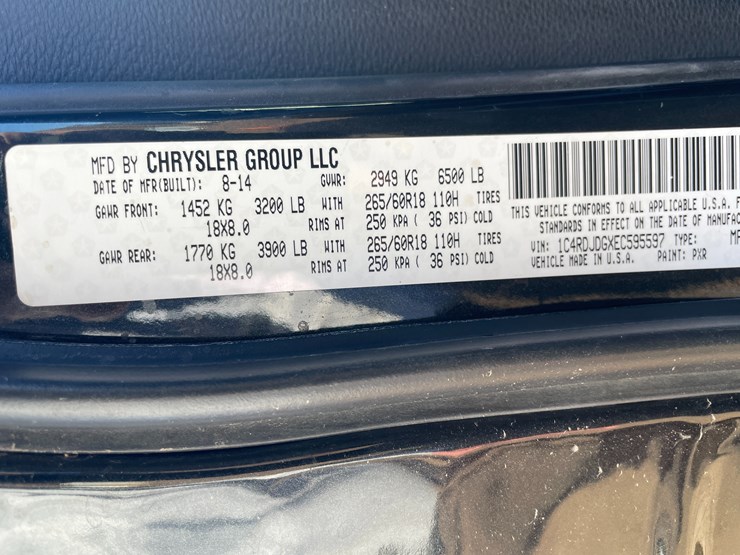 MFD BY CHRYSLER GROUP LLC
DATE OF MFR(BUILT): 8-14 GVWR: 2949 KG 6500 LB
GAWR FRONT: 1452 KG 3200 LB WITH 265/60R18 110H TIRES
18X8.0 RIMS AT 250 KPA ( 36 PSI) COLD
GAWR REAR: 1770 KG 3900 LB WITH 265/60R18 110H TIRES
18X8.0 RIMS AT 250 KPA ( 36 PSI) COLD
THIS VEHICLE CONFORMS TO ALL APPLICABLE U.S.A. F
STANDARDS IN EFFECT ON THE DATE OF MANUFAC
VIN: 1C4RDJDGXEC595597 TYPE: MP
VEHICLE MADE IN U.S.A. PAINT: PXR